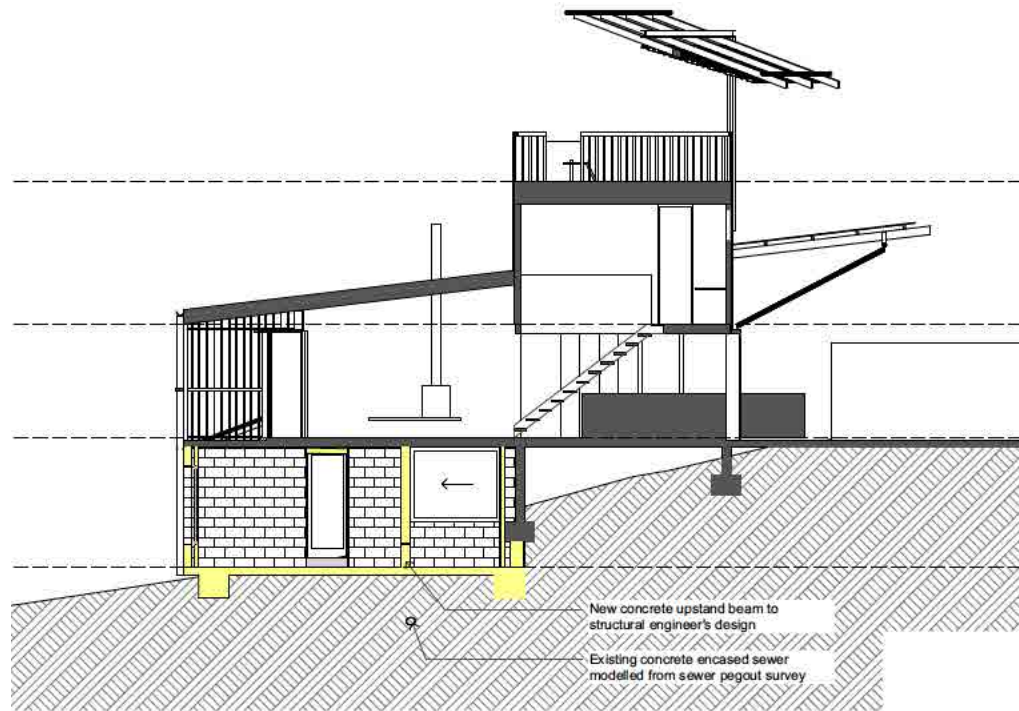 New concrete upstand beam to
structural engineer's design
Existing concrete encased sewer
modelled from sewer pegout survey